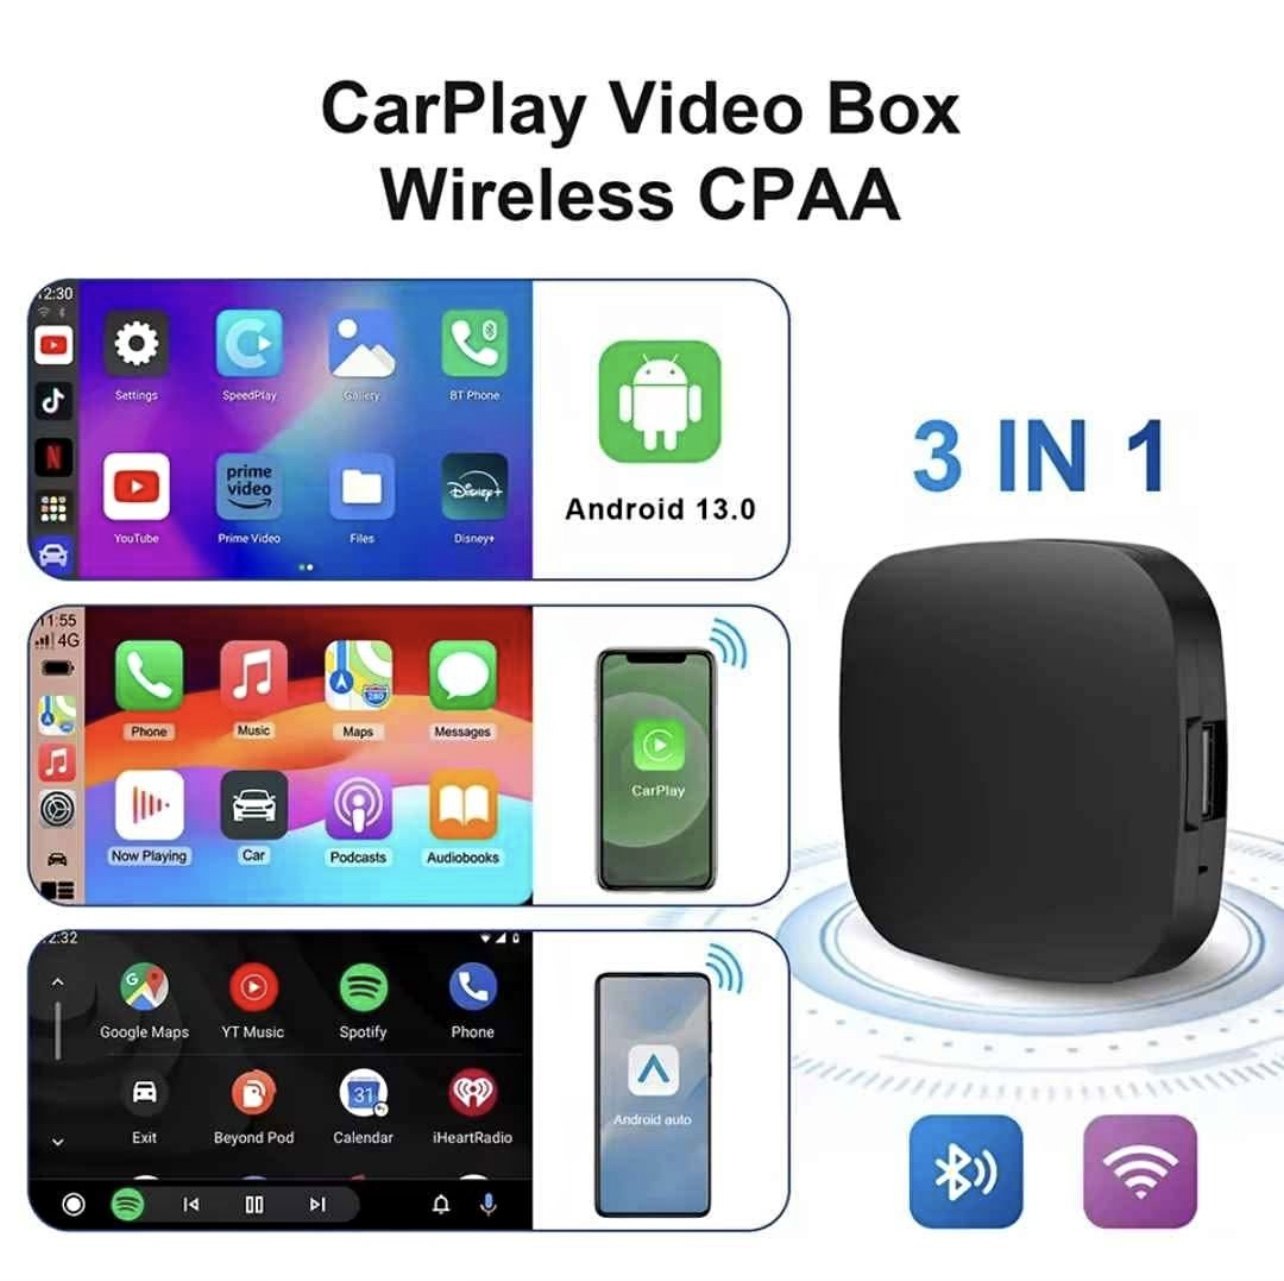 CarPlay Video Box
Wireless CPAA
2:30
Settings
SpeedPlay
Gallery
BT Phone
YouTube
prime
video
Prime Video
Files
Disney+
Disney+
Android 13.0
3 IN 1
11:55
4G
Phone
Music
Maps
280
Messages
Now Playing
Car
Podcasts
Audiobooks
CarPlay
2:32
Google Maps
YT Music
Spotify
Phone
Exit
Beyond Pod
31
Calendar
iHeartRadio
Android auto